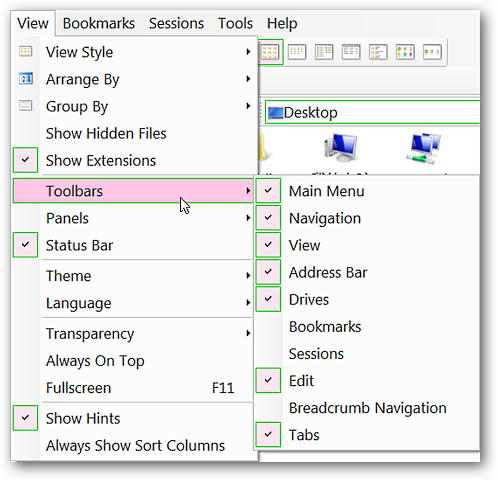 View Bookmarks Sessions Tools Help
View Style
Arrange By
Group By
Show Hidden Files
Show Extensions
Toolbars
Panels
Status Bar
Theme
Language
Transparency
Always On Top
Fullscreen F11
Show Hints
Always Show Sort Columns
Desktop
Main Menu
Navigation
View
Address Bar
Drives
Bookmarks
Sessions
Edit
Breadcrumb Navigation
Tabs